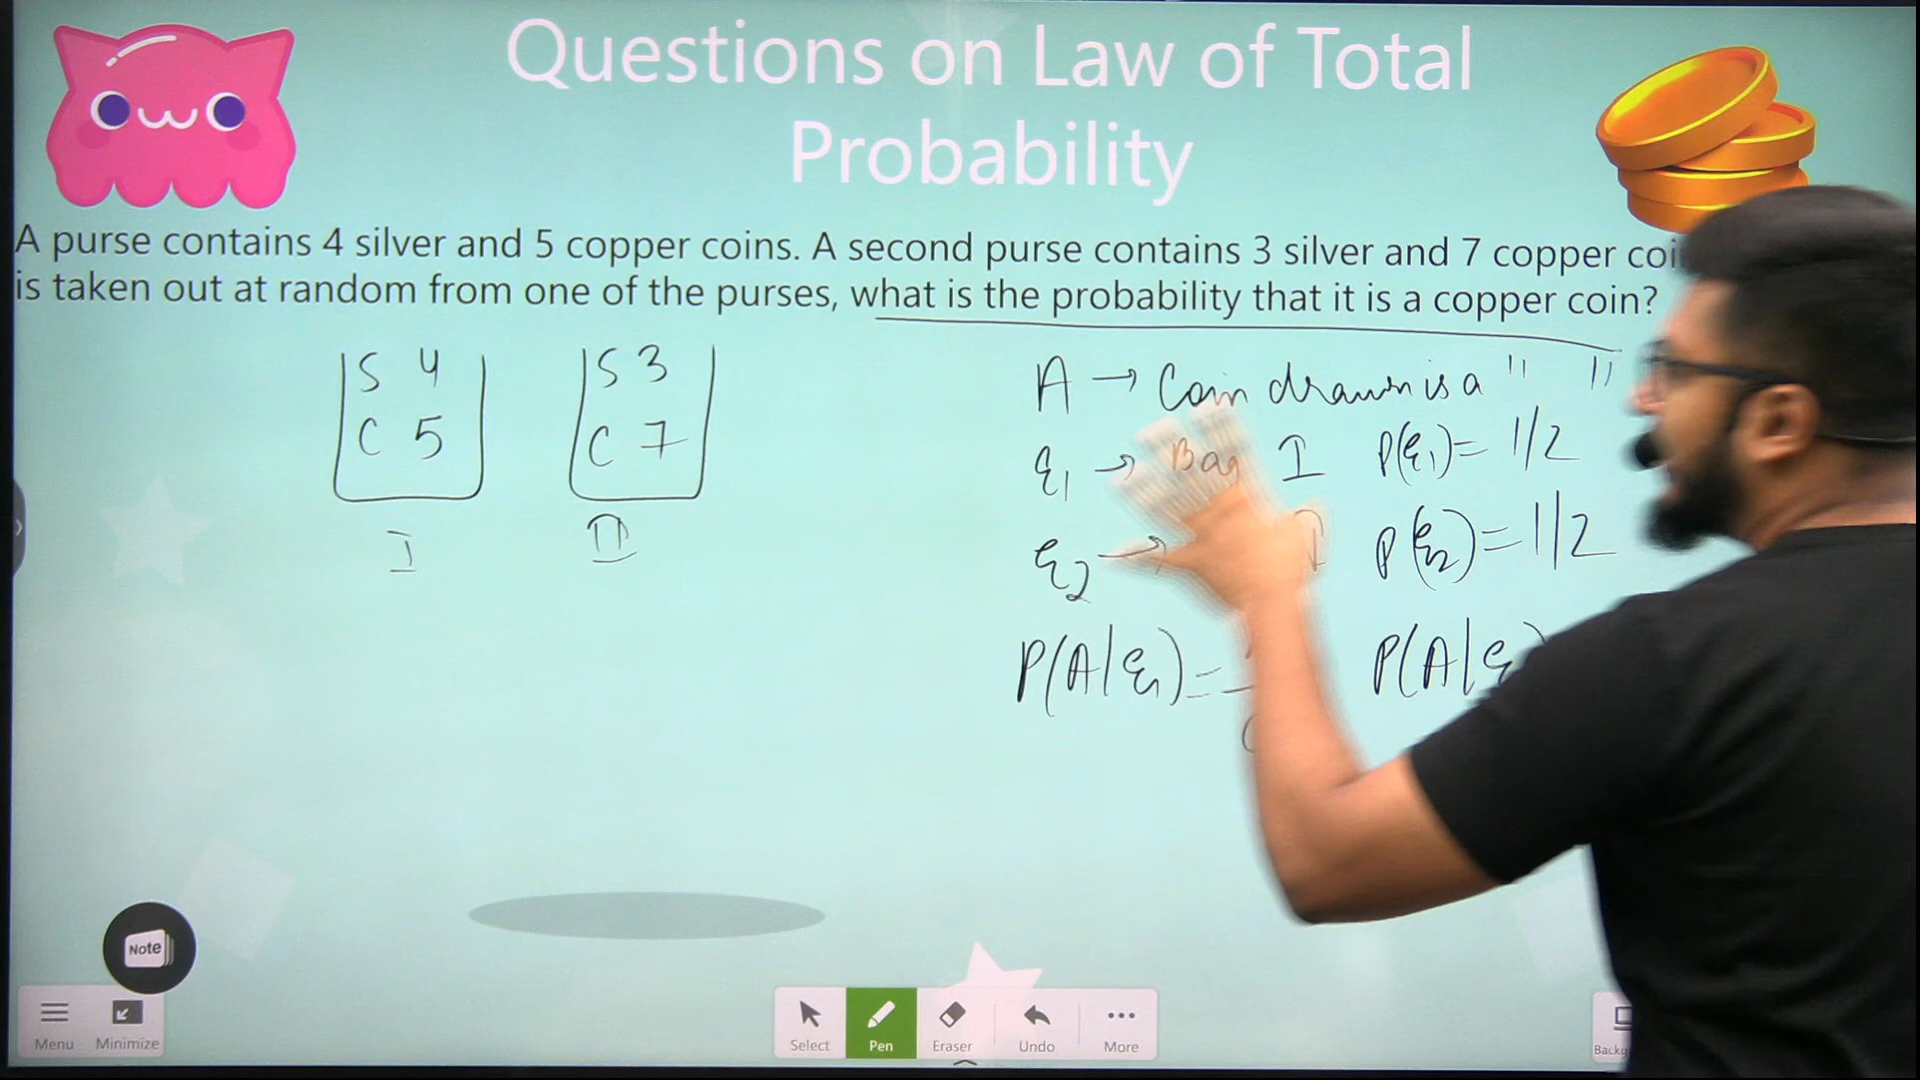 Questions on Law of Total
Probability
A purse contains 4 silver and 5 copper coins. A second purse contains 3 silver and 7 copper
is taken out at random from one of the purses, what is the probability that it is a copper coin?
S 4
C 5
I
S 3
C 7
II
A → Coin drawn is a " "
E₁ → Bag I P(E₁) = 1/2
E₂ → P(E₂) = 1/2
P(A|E₁) = P(A|E
Note
Menu Minimize
Select Pen Eraser Undo More